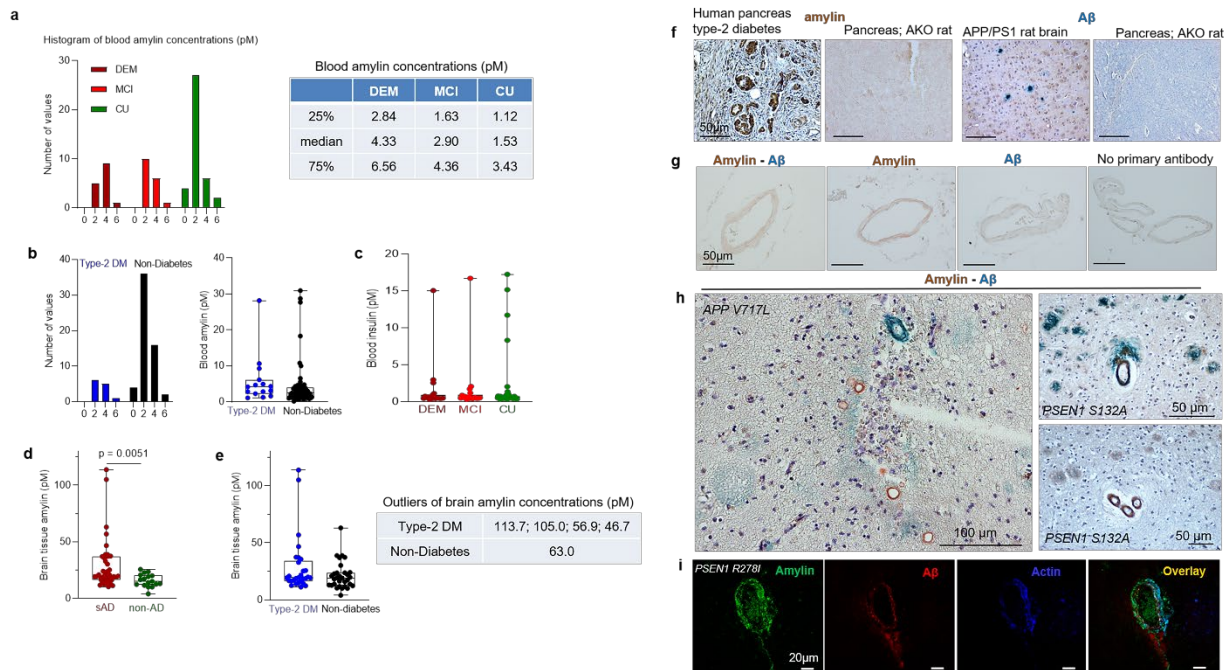 a
Histogram of blood amylin concentrations (pM)
DEM
MCI
CU
Number of values
30
20
10
0
0 2 4 6 0 2 4 6 0 2 4 6
Blood amylin concentrations (pM)
DEM MCI CU
25% 2.84 1.63 1.12
median 4.33 2.90 1.53
75% 6.56 4.36 3.43
b
Type-2 DM Non-Diabetes
Number of values
40
30
20
10
0
0 2 4 6 0 2 4 6
Blood amylin (pM)
40
30
20
10
0
Type-2 DM Non-Diabetes
c
Blood insulin (pM)
20
15
10
5
0
DEM MCI CU
d
p = 0.0051
Brain tissue amylin (pM)
100
50
25
0
sAD non-AD
e
Brain tissue amylin (pM)
100
50
25
0
Type-2 DM Non-diabetes
Outliers of brain amylin concentrations (pM)
Type-2 DM 113.7; 105.0; 56.9; 46.7
Non-Diabetes 63.0
f
amylin
Aβ
Human pancreas
type-2 diabetes
Pancreas; AKO rat
APP/PS1 rat brain
Pancreas; AKO rat
50µm
g
Amylin - Aβ
Amylin
Aβ
No primary antibody
50µm
Amylin - Aβ
h
APP V717L
100 µm
PSEN1 S132A
50 µm
PSEN1 S132A
50 µm
i
PSEN1 R278I
Amylin
Aβ
Actin
Overlay
20µm